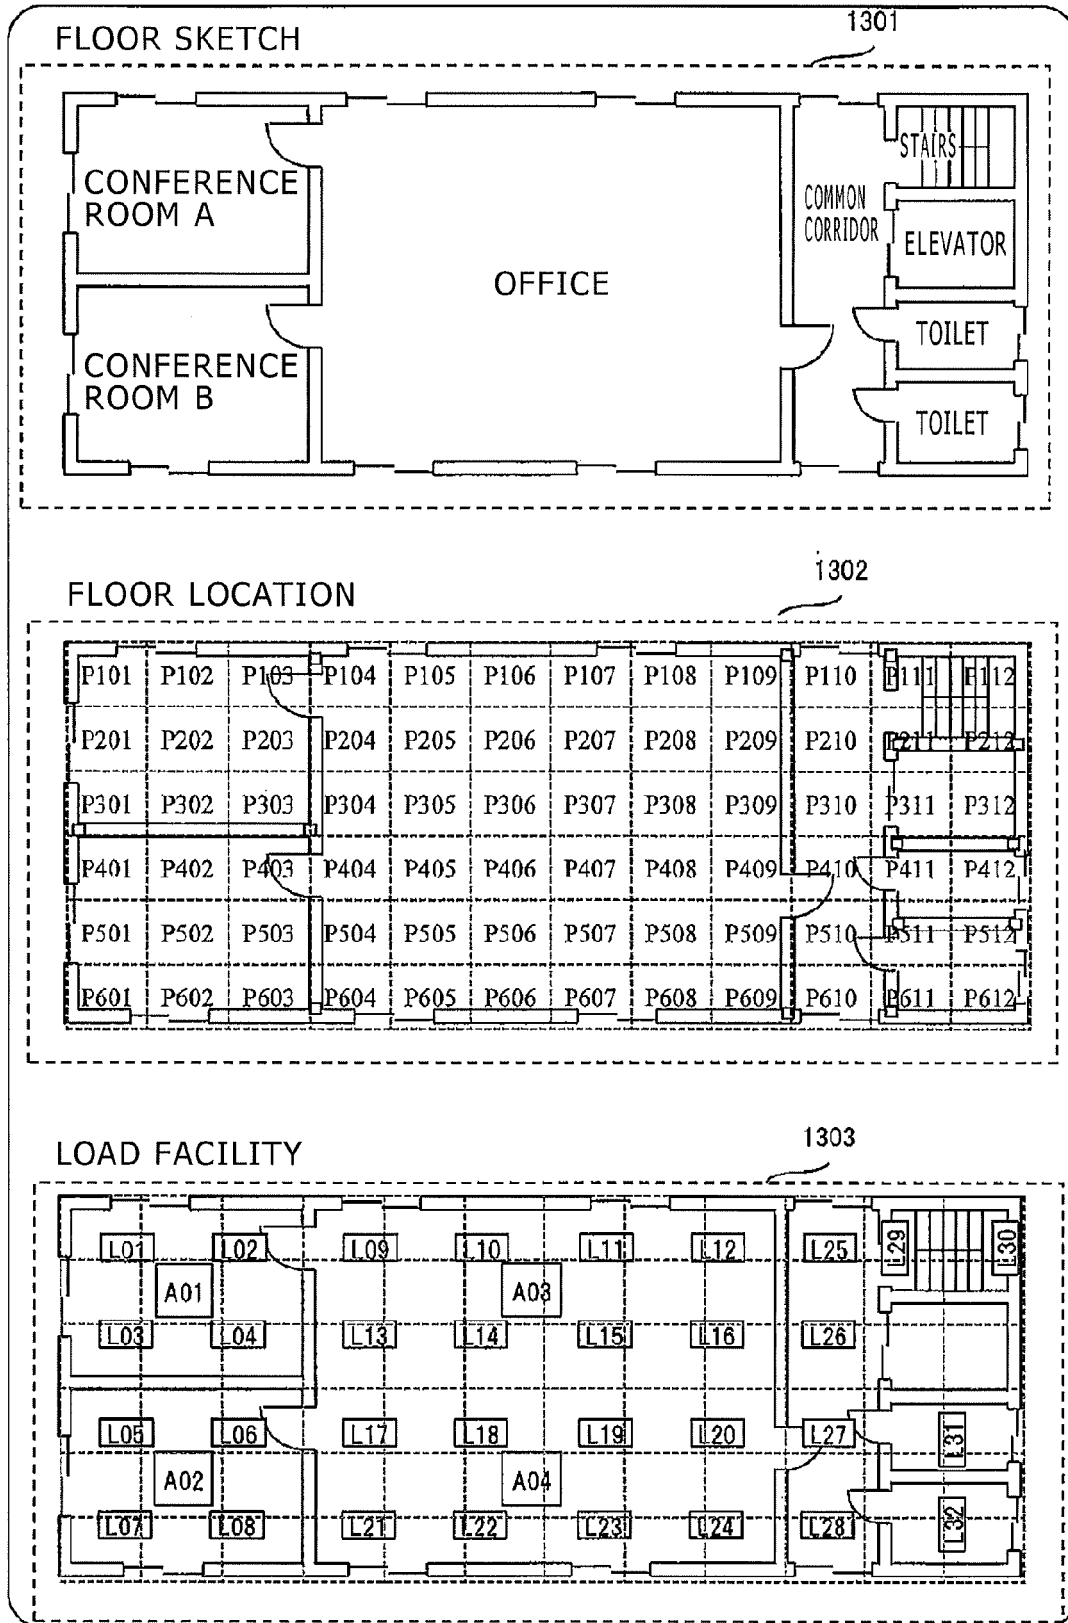 1301
FLOOR SKETCH
STAIRS
CONFERENCE
ROOM A
COMMON
CORRIDOR
ELEVATOR
OFFICE
TOILET
CONFERENCE
ROOM B
TOILET
1302
FLOOR LOCATION
P101 P102 P103 P104 P105 P106 P107 P108 P109 P110 P111 P112
P201 P202 P203 P204 P205 P206 P207 P208 P209 P210 P211 P212
P301 P302 P303 P304 P305 P306 P307 P308 P309 P310 P311 P312
P401 P402 P403 P404 P405 P406 P407 P408 P409 P410 P411 P412
P501 P502 P503 P504 P505 P506 P507 P508 P509 P510 P511 P512
P601 P602 P603 P604 P605 P606 P607 P608 P609 P610 P611 P612
1303
LOAD FACILITY
L01 L02 L09 L10 L11 L12 L25 L29 L30
A01 A03
L03 L04 L13 L14 L15 L16 L26
L05 L06 L17 L18 L19 L20 L27 L31
A02 A04
L07 L08 L21 L22 L23 L24 L28 L32